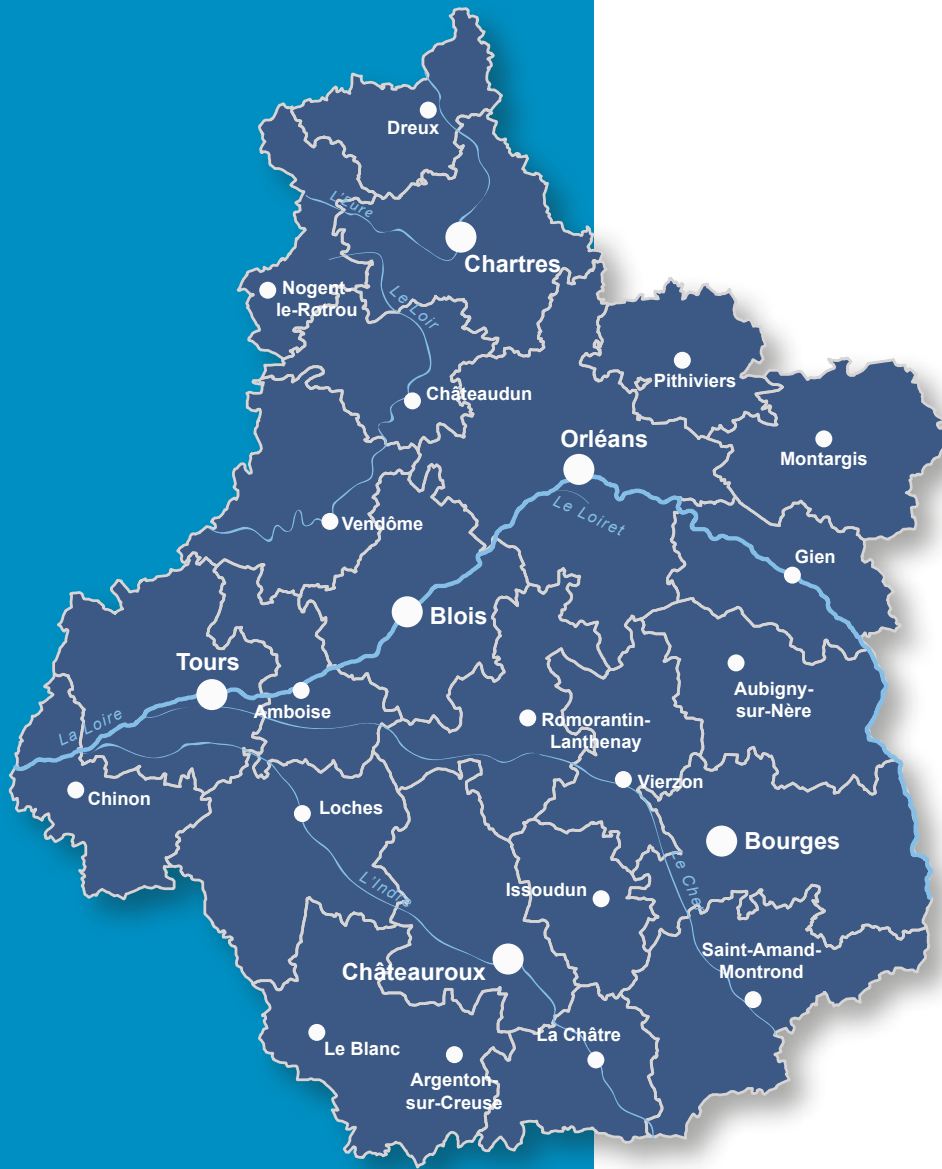 Dreux
L'Eure
Chartres
Nogent-
le-Rotrou
Le Loir
Châteaudun
Pithiviers
Orléans
Montargis
Le Loiret
Vendôme
Gien
Blois
Tours
Aubigny-
sur-Nère
Amboise
La Loire
Romorantin-
Lanthenay
Vierzon
Chinon
Loches
Bourges
L'Indre
Le Cher
Issoudun
Saint-Amand-
Montrond
Châteauroux
La Châtre
Le Blanc
Argenton-
sur-Creuse